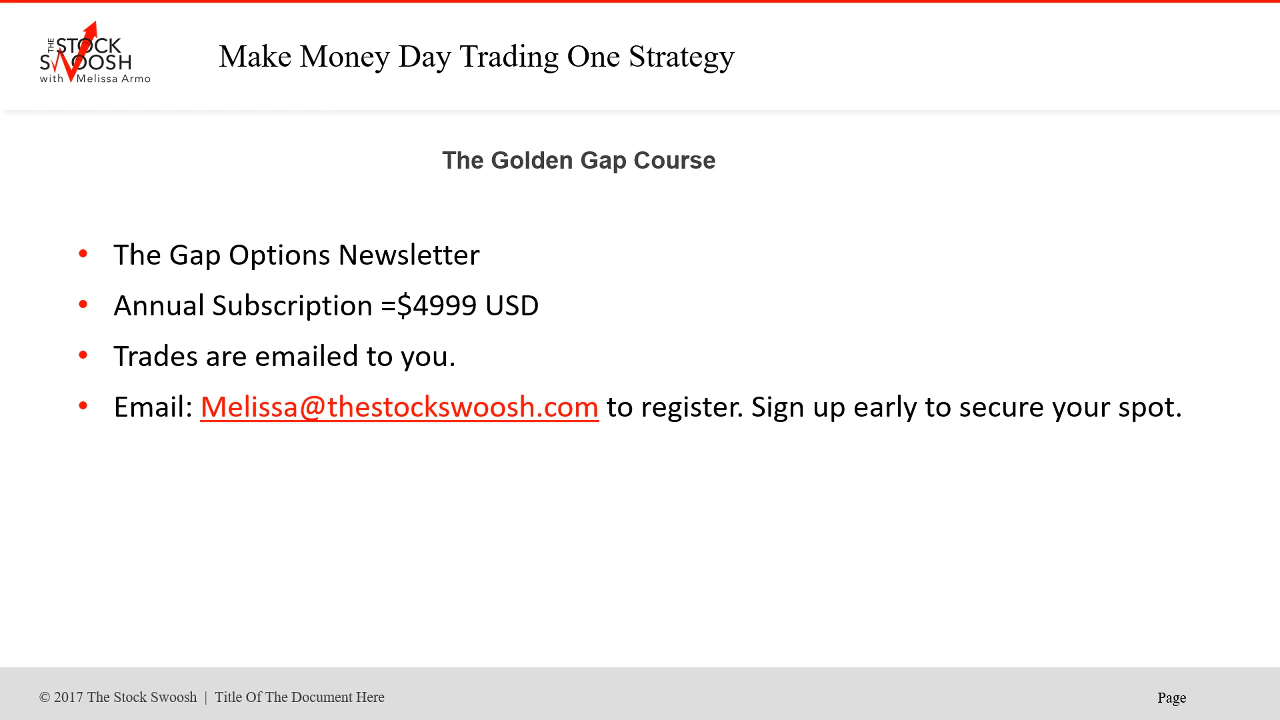 THE
STOCK
SWOOSH
with Melissa Armo
Make Money Day Trading One Strategy
The Golden Gap Course
• The Gap Options Newsletter
• Annual Subscription =$4999 USD
• Trades are emailed to you.
• Email: Melissa@thestockswoosh.com to register. Sign up early to secure your spot.
© 2017 The Stock Swoosh | Title Of The Document Here
Page